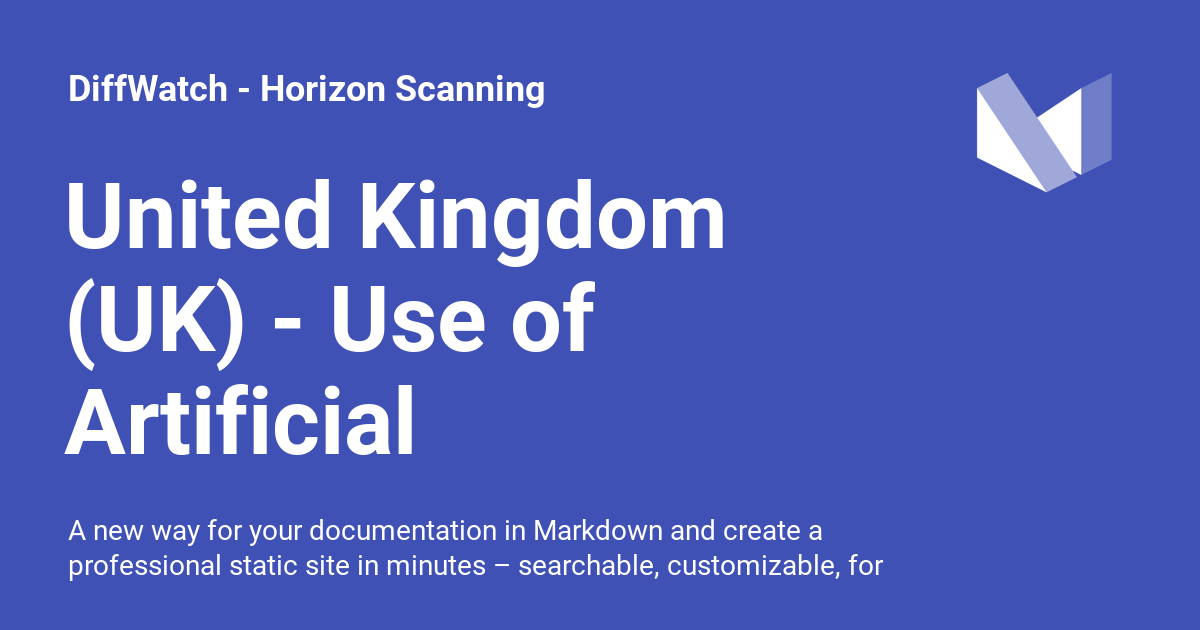 DiffWatch - Horizon Scanning
United Kingdom
(UK) - Use of
Artificial
A new way for your documentation in Markdown and create a
professional static site in minutes – searchable, customizable, for